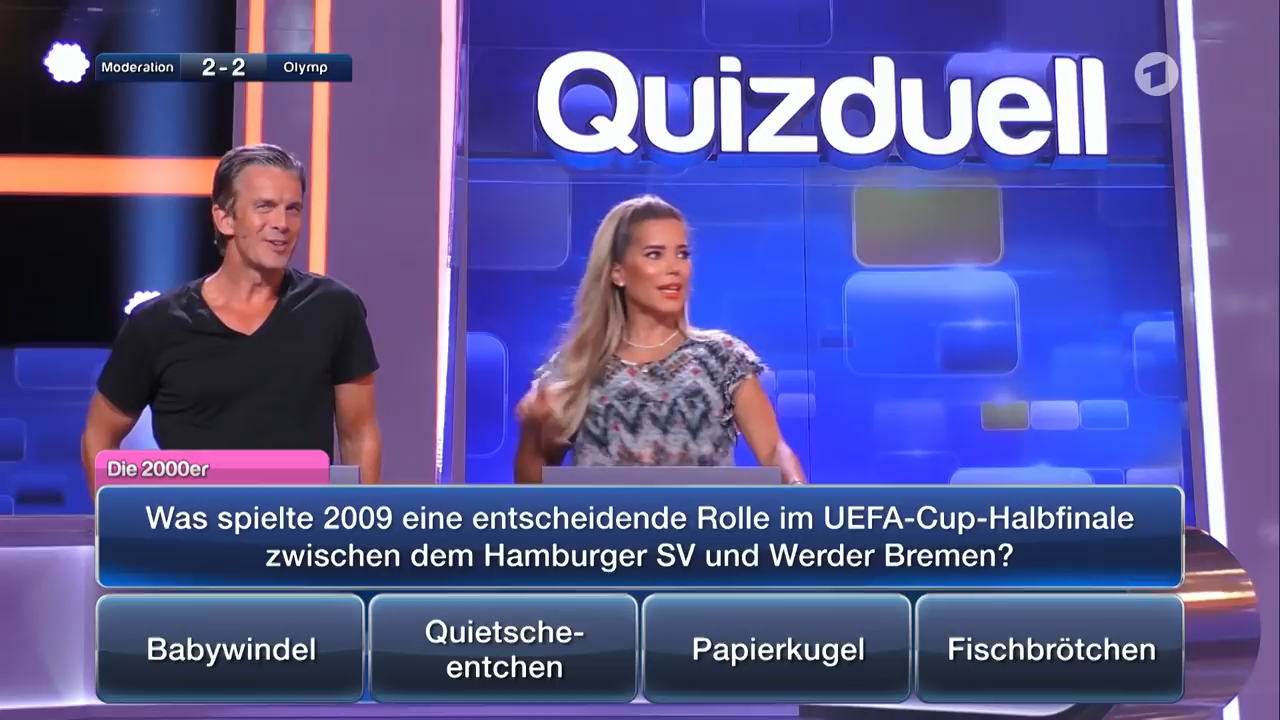 Moderation 2-2 Olymp
Quizduell
1
Die 2000er
Was spielte 2009 eine entscheidende Rolle im UEFA-Cup-Halbfinale
zwischen dem Hamburger SV und Werder Bremen?
Babywindel
Quietsche-
entchen
Papierkugel
Fischbrötchen